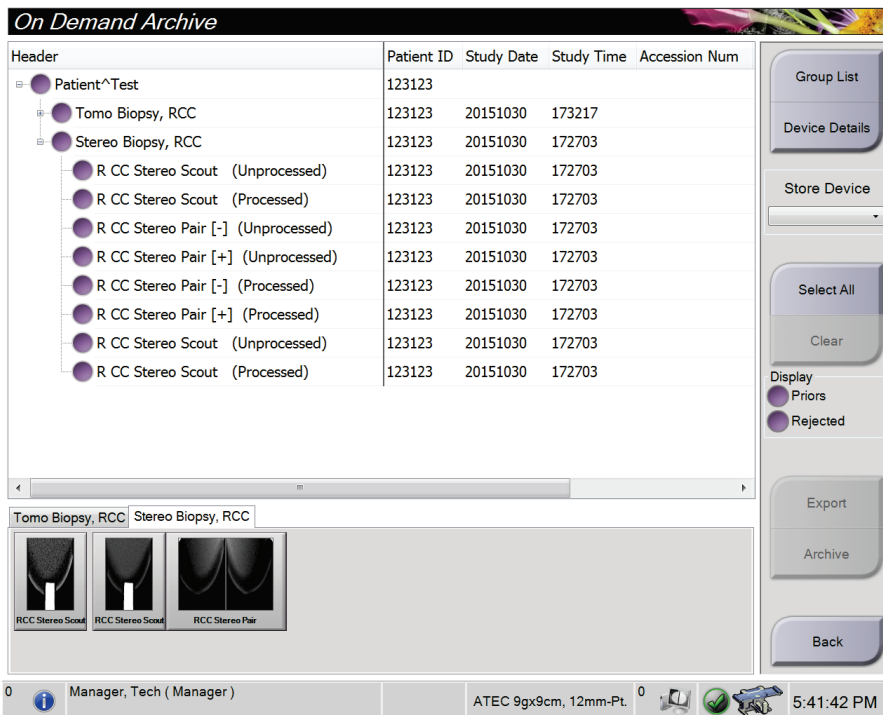 On Demand Archive
Header Patient ID Study Date Study Time Accession Num
Patient^Test 123123
Tomo Biopsy, RCC 123123 20151030 173217
Stereo Biopsy, RCC 123123 20151030 172703
R CC Stereo Scout (Unprocessed) 123123 20151030 172703
R CC Stereo Scout (Processed) 123123 20151030 172703
R CC Stereo Pair [-] (Unprocessed) 123123 20151030 172703
R CC Stereo Pair [+] (Unprocessed) 123123 20151030 172703
R CC Stereo Pair [-] (Processed) 123123 20151030 172703
R CC Stereo Pair [+] (Processed) 123123 20151030 172703
R CC Stereo Scout (Unprocessed) 123123 20151030 172703
R CC Stereo Scout (Processed) 123123 20151030 172703
Group List
Device Details
Store Device
Select All
Clear
Display
Priors
Rejected
Export
Archive
Back
Tomo Biopsy, RCC Stereo Biopsy, RCC
RCC Stereo Scout RCC Stereo Scout RCC Stereo Pair
0 Manager, Tech ( Manager ) ATEC 9gx9cm, 12mm-Pt. 0 5:41:42 PM